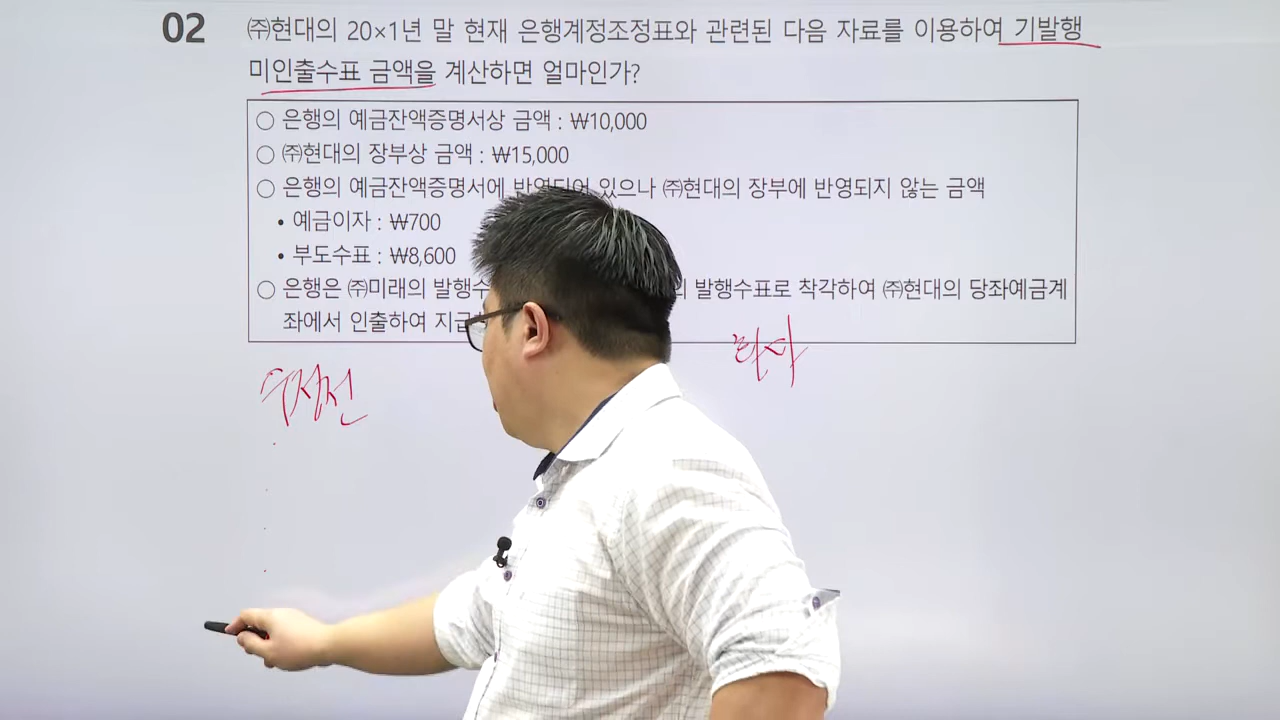 02 ㈜현대의 20×1년 말 현재 은행계정조정표와 관련된 다음 자료를 이용하여 기발행
미인출수표 금액을 계산하면 얼마인가?
○ 은행의 예금잔액증명서상 금액 : ₩10,000
○ ㈜현대의 장부상 금액 : ₩15,000
○ 은행의 예금잔액증명서에 반영되어 있으나 ㈜현대의 장부에 반영되지 않는 금액
• 예금이자 : ₩700
• 부도수표 : ₩8,600
○ 은행은 ㈜미래의 발행수 의 발행수표로 착각하여 ㈜현대의 당좌예금계
좌에서 인출하여 지급
수정전